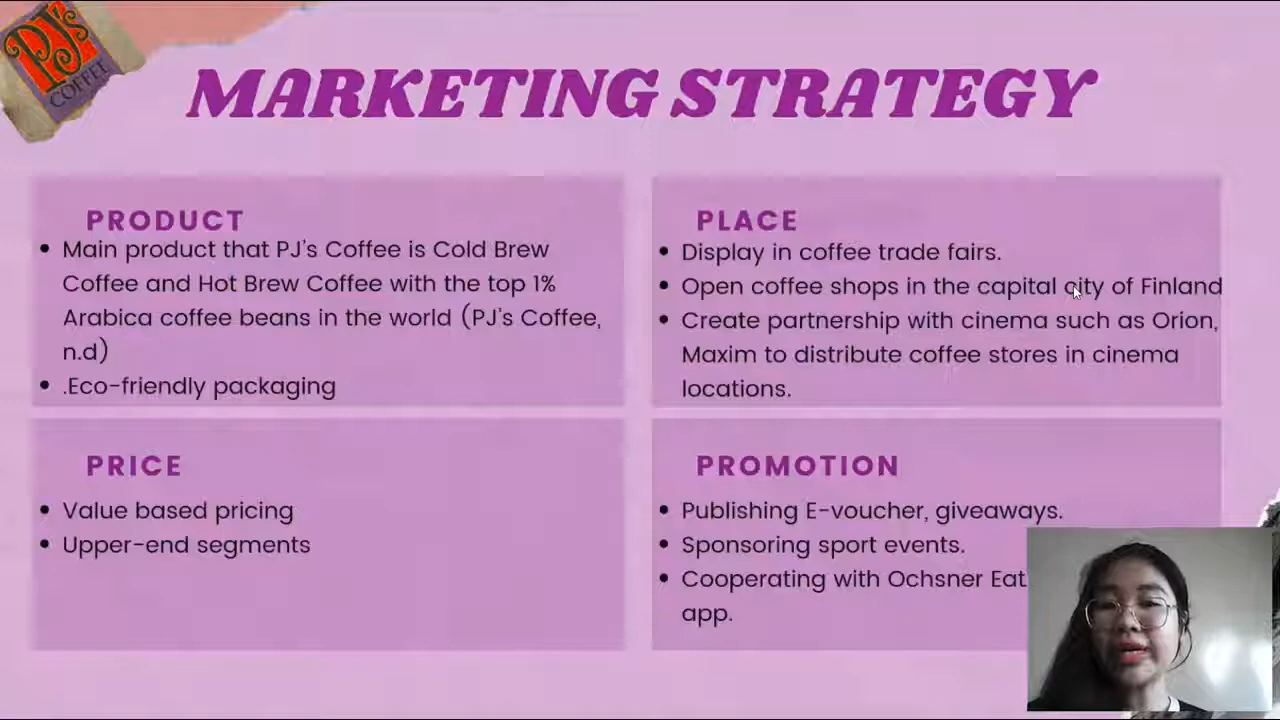 PJ's
COFFEE
MARKETING STRATEGY
PRODUCT
Main product that PJ's Coffee is Cold Brew
Coffee and Hot Brew Coffee with the top 1%
Arabica coffee beans in the world (PJ's Coffee,
n.d)
.Eco-friendly packaging
PLACE
Display in coffee trade fairs.
Open coffee shops in the capital city of Finland
Create partnership with cinema such as Orion,
Maxim to distribute coffee stores in cinema
locations.
PRICE
Value based pricing
Upper-end segments
PROMOTION
Publishing E-voucher, giveaways.
Sponsoring sport events.
Cooperating with Ochsner Eat
app.